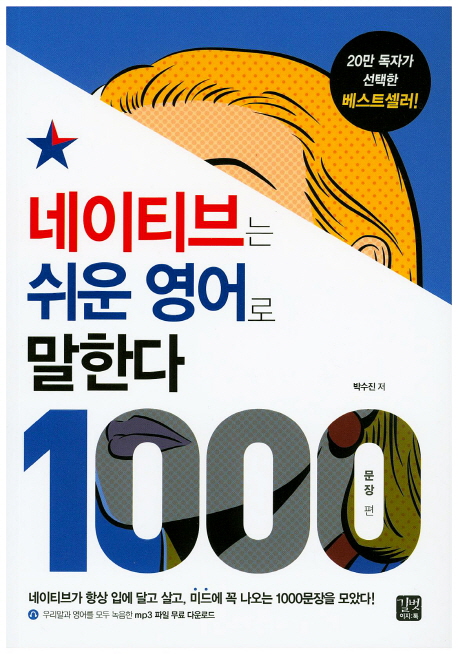 20만 독자가
선택한
베스트셀러!
네이티브는
쉬운 영어로
말한다
박수진 저
1000
문장 편
네이티브가 항상 입에 달고 살고, 미드에 꼭 나오는 1000문장을 모았다!
우리말과 영어를 모두 녹음한 mp3 파일 무료 다운로드
길벗
이지:톡